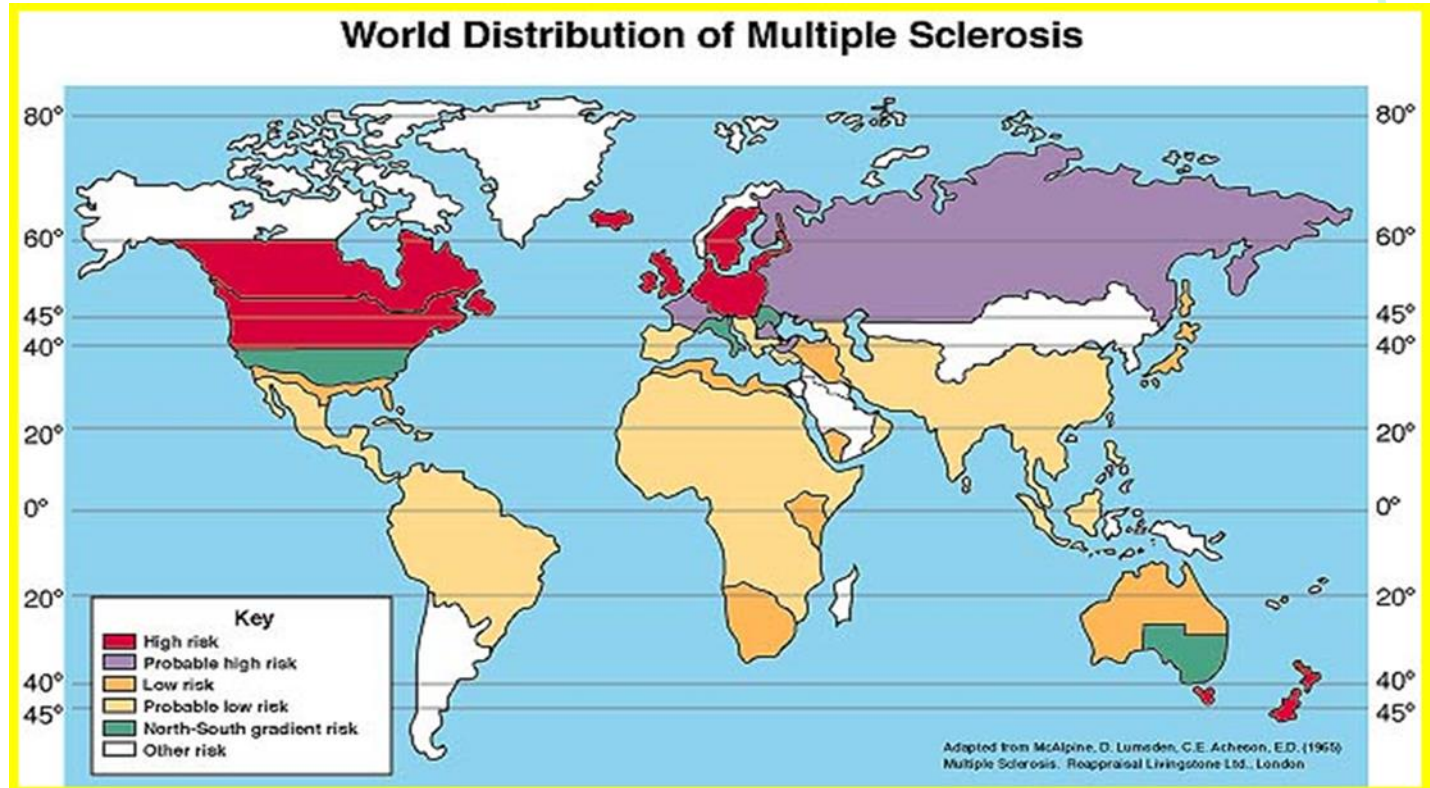 World Distribution of Multiple Sclerosis
80° 80°
60° 60°
45° 45°
40° 40°
20° 20°
0° 0°
20° 20°
Key
High risk
Probable high risk
Low risk
Probable low risk
North-South gradient risk
Other risk
40° 40°
45° 45°
Adapted from McAlpine, D. Lumsden, C.E. Acheson, E.D. (1965)
Multiple Sclerosis. Reappraisal Livingstone Ltd., London